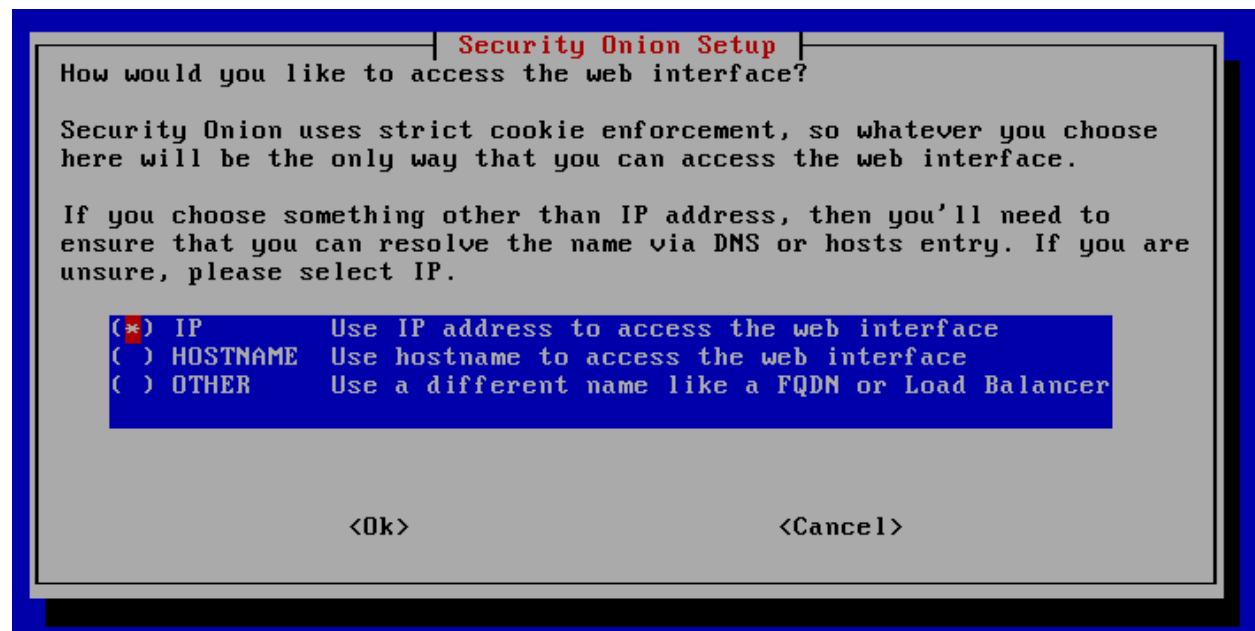 Security Onion Setup
How would you like to access the web interface?
Security Onion uses strict cookie enforcement, so whatever you choose
here will be the only way that you can access the web interface.
If you choose something other than IP address, then you'll need to
ensure that you can resolve the name via DNS or hosts entry. If you are
unsure, please select IP.
(*) IP Use IP address to access the web interface
( ) HOSTNAME Use hostname to access the web interface
( ) OTHER Use a different name like a FQDN or Load Balancer
<Ok> <Cancel>